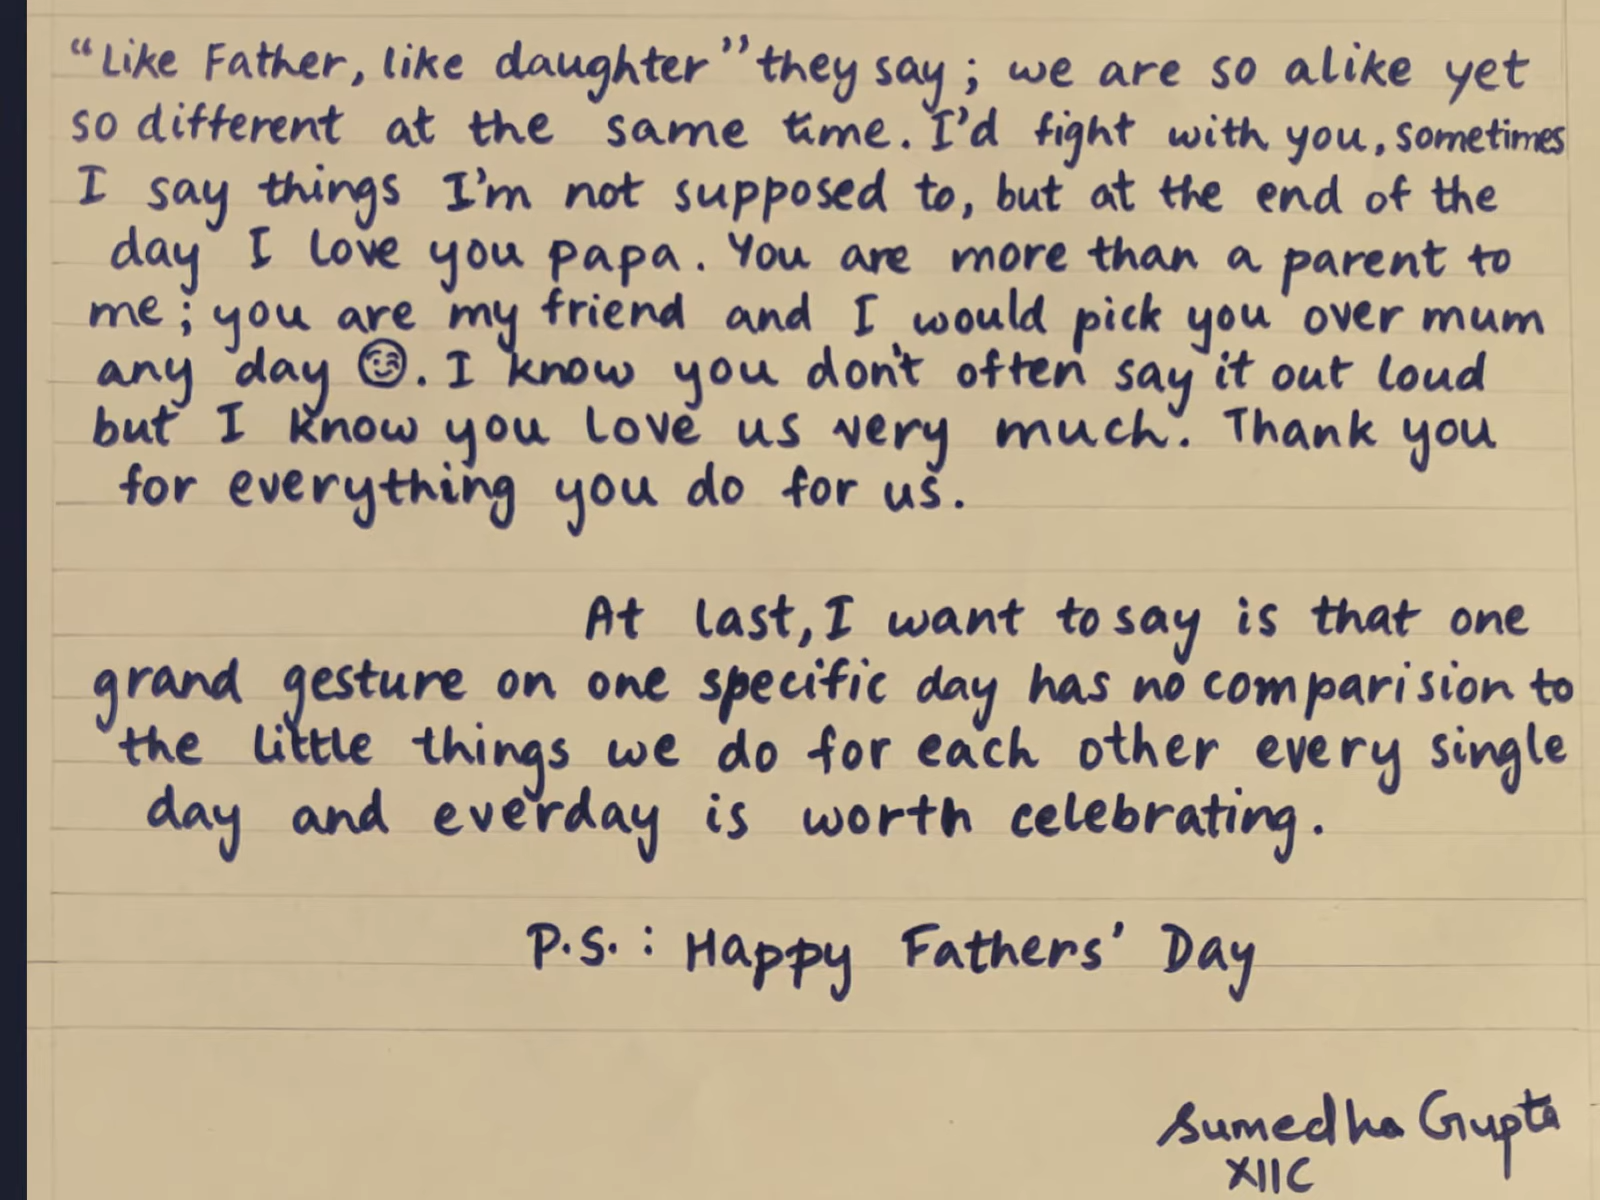 "Like Father, like daughter" they say; we are so alike yet
so different at the same time. I'd fight with you, sometimes
I say things I'm not supposed to, but at the end of the
day I love you papa. You are more than a parent to
me; you are my friend and I would pick you over mum
any day 😉. I know you don't often say it out loud
but I know you love us very much. Thank you
for everything you do for us.
At last, I want to say is that one
grand gesture on one specific day has no comparision to
the little things we do for each other every single
day and everday is worth celebrating.
P.S. : Happy Fathers' Day
Sumedha Gupta
XIIC